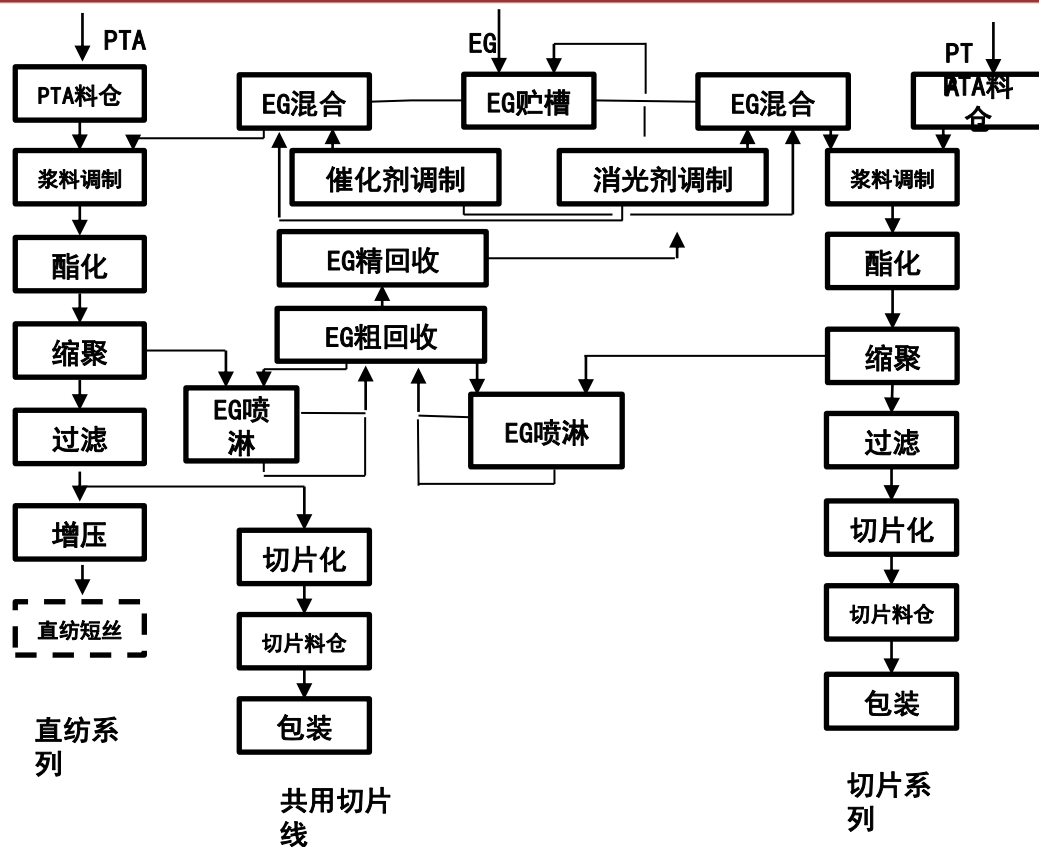 PTA
EG
PT
A
PTA料仓
EG混合
EG贮槽
EG混合
PTA料
仓
浆料调制
催化剂调制
消光剂调制
浆料调制
酯化
EG精回收
酯化
缩聚
EG粗回收
缩聚
EG喷
淋
EG喷淋
过滤
过滤
增压
切片化
切片化
直纺短丝
切片料仓
切片料仓
包装
包装
直纺系
列
共用切片
线
切片系
列